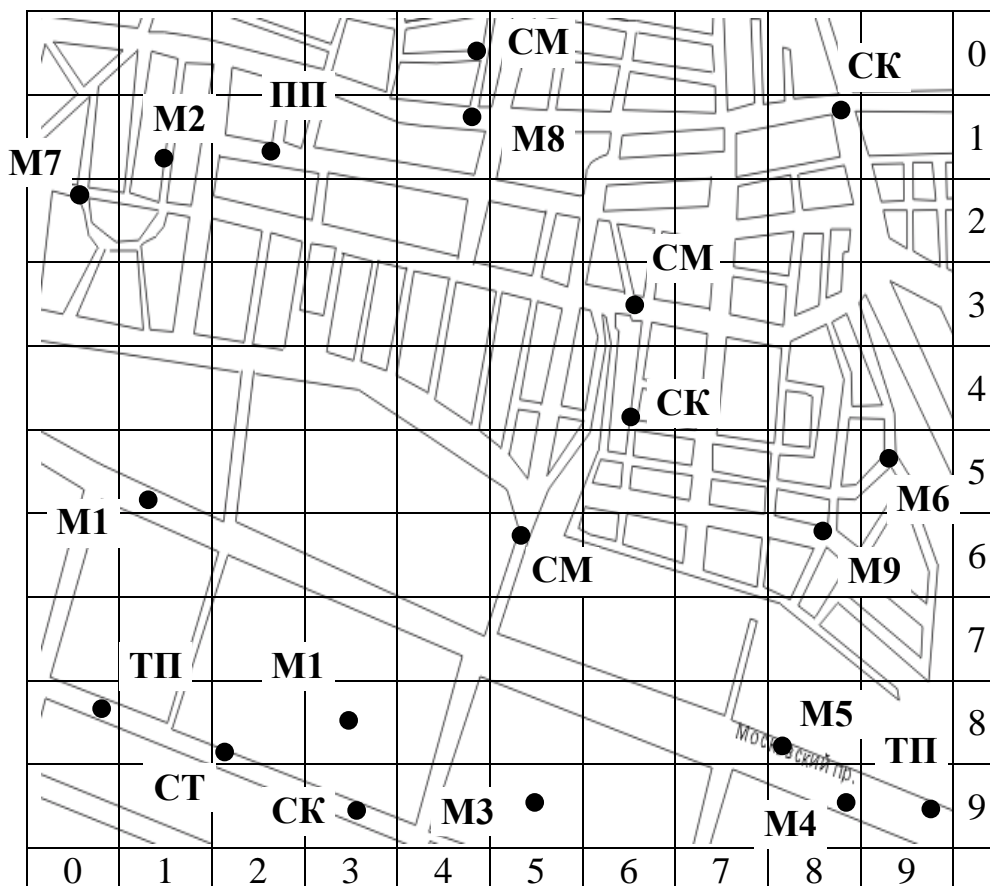 СМ 0
СК
ПП
М2 М8 1
М7
2
СМ
3
СК 4
5
М1 М6
СМ М9 6
ТП М1 7
М5 8
Московский пр. ТП
СТ СК М3 М4 9
0 1 2 3 4 5 6 7 8 9